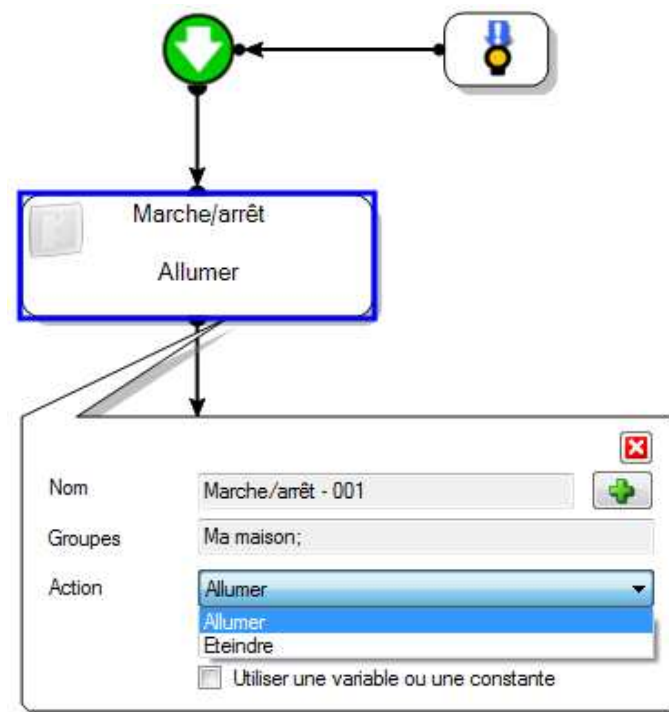 Marche/arrêt
Allumer
Nom
Marche/arrêt - 001
Groupes
Ma maison;
Action
Allumer
Allumer
Eteindre
Utiliser une variable ou une constante